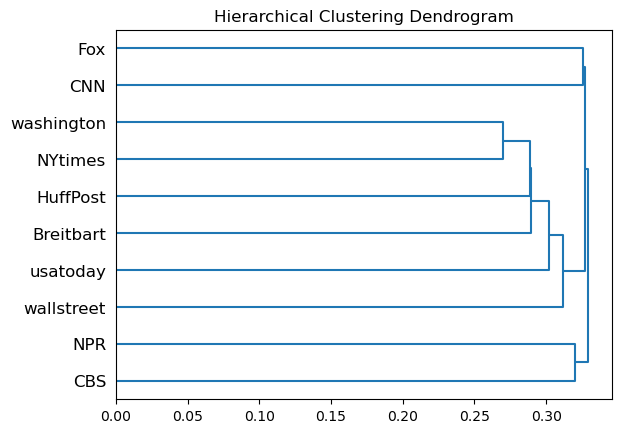 Hierarchical Clustering Dendrogram
Fox
CNN
washington
NYtimes
HuffPost
Breitbart
usatoday
wallstreet
NPR
CBS
0.00 0.05 0.10 0.15 0.20 0.25 0.30